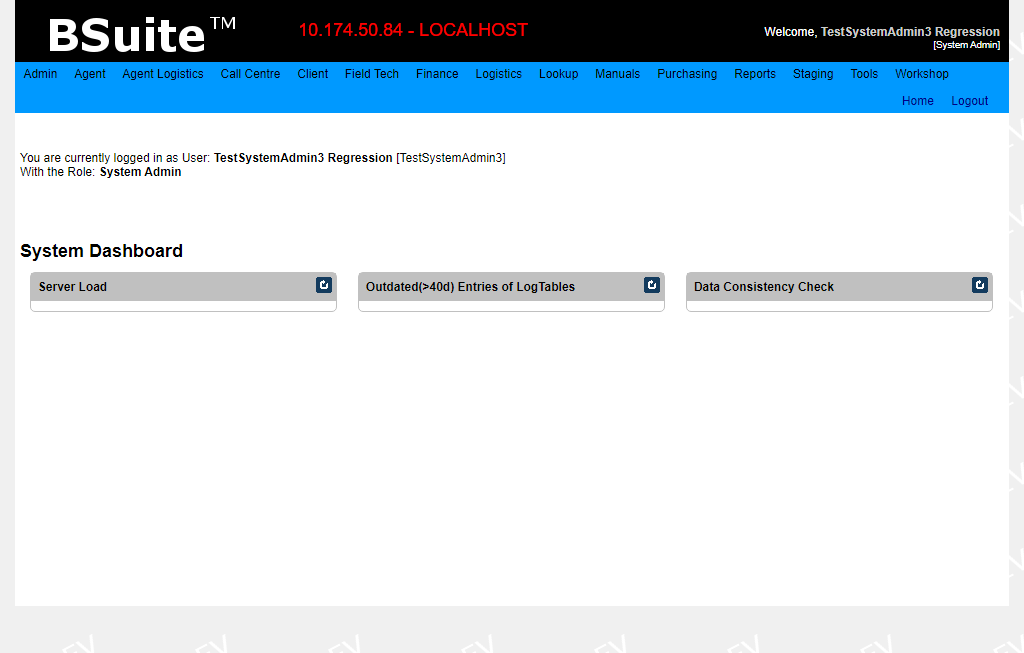 BSuite™
10.174.50.84 - LOCALHOST
Welcome, TestSystemAdmin3 Regression
[System Admin]
Admin Agent Agent Logistics Call Centre Client Field Tech Finance Logistics Lookup Manuals Purchasing Reports Staging Tools Workshop
Home Logout
You are currently logged in as User: TestSystemAdmin3 Regression [TestSystemAdmin3]
With the Role: System Admin
System Dashboard
Server Load
Outdated(>40d) Entries of LogTables
Data Consistency Check